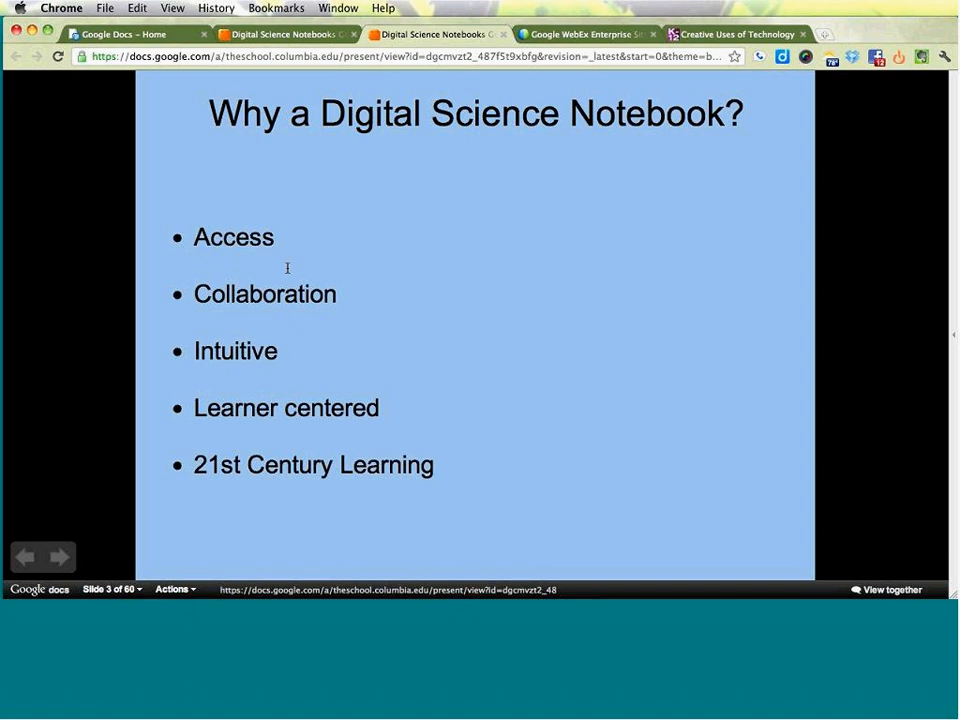 Chrome File Edit View History Bookmarks Window Help
Google Docs – Home
Digital Science Notebooks G
Digital Science Notebooks G
Google WebEx Enterprise Si
Creative Uses of Technology
https://docs.google.com/a/theschool.columbia.edu/present/view?id=dgcmvzt2_487f5t9xbfg&revision=_latest&start=0&theme=b...
78°
12
Why a Digital Science Notebook?
• Access
• Collaboration
• Intuitive
• Learner centered
• 21st Century Learning
Google docs Slide 3 of 60 Actions https://docs.google.com/a/theschool.columbia.edu/present/view?id=dgcmvzt2_48 View together